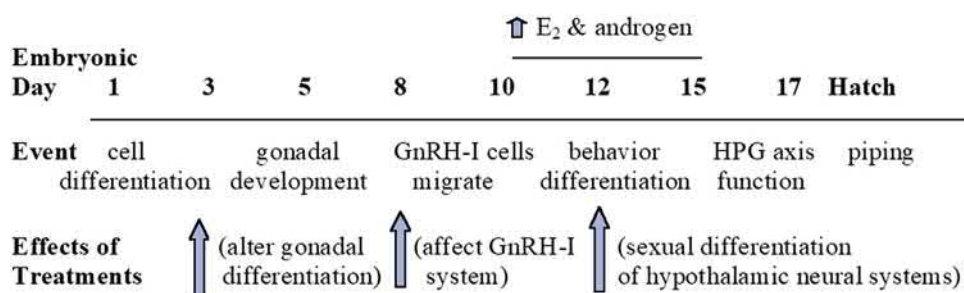 E₂ & androgen
Embryonic
Day 1 3 5 8 10 12 15 17 Hatch
Event cell gonadal GnRH-I cells behavior HPG axis piping
differentiation development migrate differentiation function
Effects of (alter gonadal (affect GnRH-I (sexual differentiation
Treatments differentiation) system) of hypothalamic neural systems)